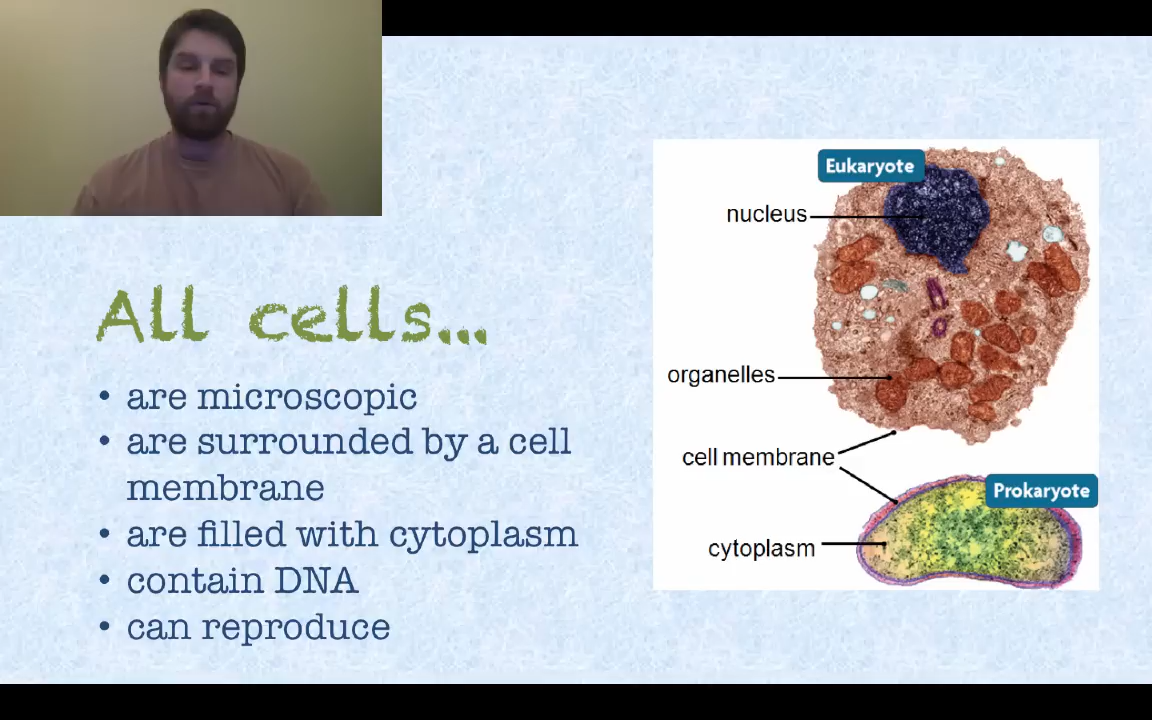 All cells...
• are microscopic
• are surrounded by a cell
membrane
• are filled with cytoplasm
• contain DNA
• can reproduce
Eukaryote
nucleus
organelles
cell membrane
Prokaryote
cytoplasm